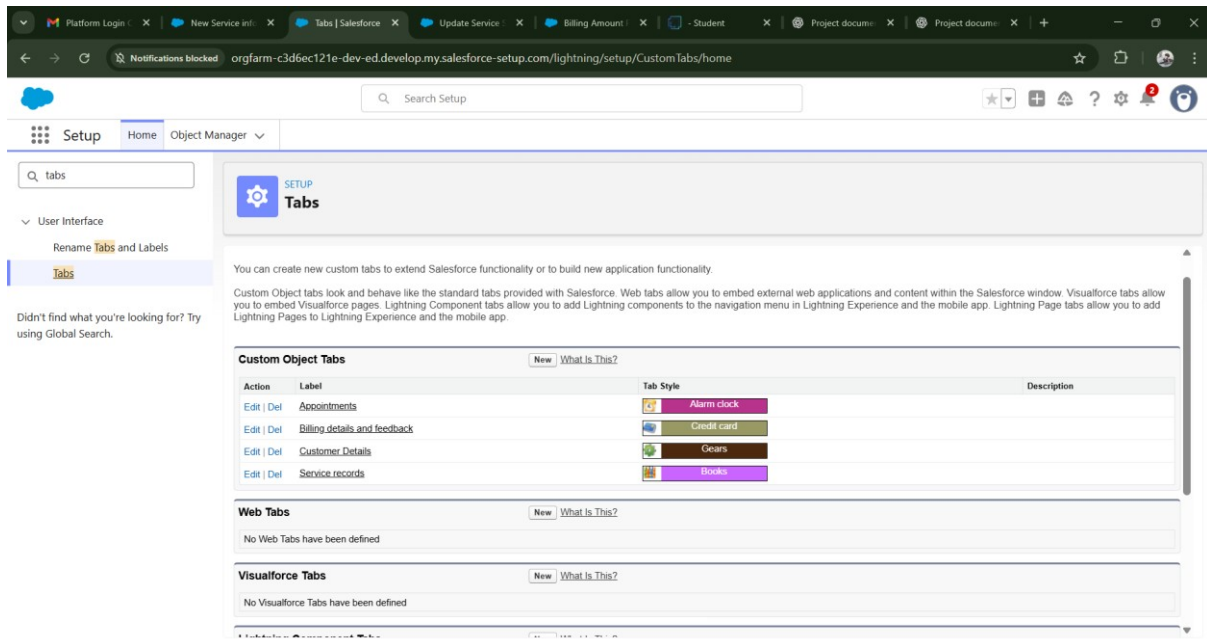 Platform Login C
New Service info
Tabs | Salesforce
Update Service
Billing Amount
- Student
Project docume
Project docume
Notifications blocked
orgfarm-c3d6ec121e-dev-ed.develop.my.salesforce-setup.com/lightning/setup/CustomTabs/home
Search Setup
2
Setup
Home
Object Manager
tabs
User Interface
Rename Tabs and Labels
Tabs
Didn't find what you're looking for? Try
using Global Search.
SETUP
Tabs
You can create new custom tabs to extend Salesforce functionality or to build new application functionality.
Custom Object tabs look and behave like the standard tabs provided with Salesforce. Web tabs allow you to embed external web applications and content within the Salesforce window. Visualforce tabs allow
you to embed Visualforce pages. Lightning Component tabs allow you to add Lightning components to the navigation menu in Lightning Experience and the mobile app. Lightning Page tabs allow you to add
Lightning Pages to Lightning Experience and the mobile app.
Custom Object Tabs New What Is This?
Action Label Tab Style Description
Edit | Del Appointments Alarm clock
Edit | Del Billing details and feedback Credit card
Edit | Del Customer Details Gears
Edit | Del Service records Books
Web Tabs New What Is This?
No Web Tabs have been defined
Visualforce Tabs New What Is This?
No Visualforce Tabs have been defined